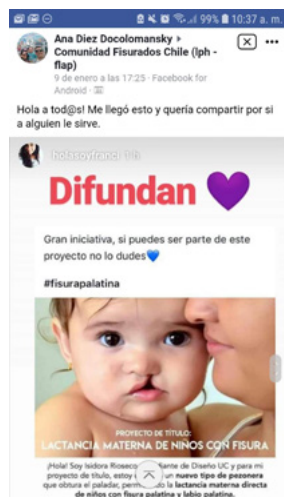 99% 10:37 a. m.
Ana Diez Docolomansky ▸
Comunidad Fisurados Chile (lph -
flap)
9 de enero a las 17:25 · Facebook for
Android ·
Hola a tod@s! Me llegó esto y quería compartir por si
a alguien le sirve.
holasoyfranci
Difundan 💜
Gran iniciativa, si puedes ser parte de este
proyecto no lo dudes💙
#fisurapalatina
PROYECTO DE TÍTULO:
LACTANCIA MATERNA DE NIÑOS CON FISURA
¡Hola! Soy Isidora Rioseco, de Diseño UC y para mi
proyecto de título, estoy un nuevo tipo de pezonera
que obtura el paladar, la lactancia materna directa
de niños con fisura palatina y labio palatina.